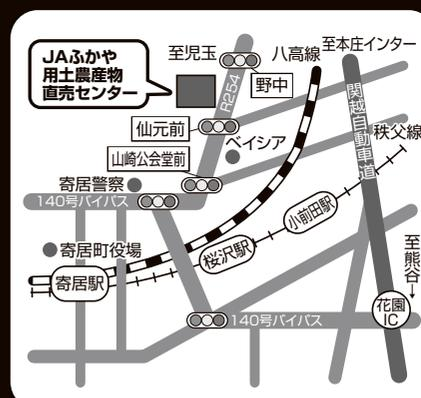 JAふかや
用土農産物
直売センター
至児玉
八高線
至本庄インター
R254
野中
関越自動車道
仙元前
ベイシア
秩父線
山崎公会堂前
寄居警察
140号バイパス
小前田駅
寄居町役場
桜沢駅
至熊谷→
寄居駅
花園
IC
140号バイパス